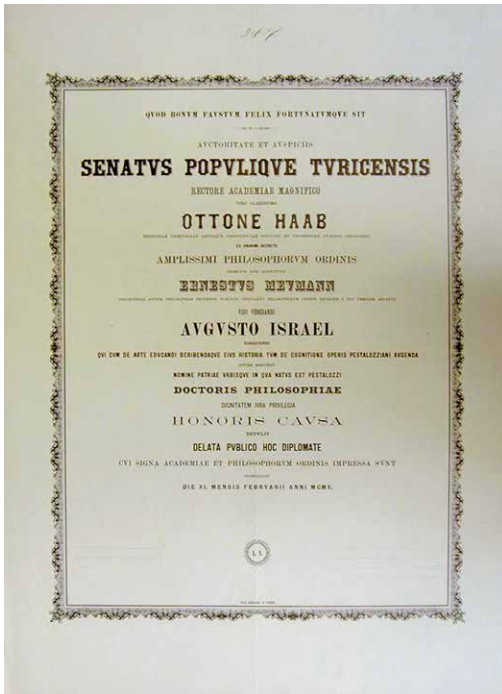 QVOD BONVM FAVSTVM FELIX FORTVNATVMQVE SIT
AVCTORITATE ET AVSPICIIS
SENATVS POPVLIQVE TVRICENSIS
RECTORE ACADEMIAE MAGNIFICO
VIRO CLARISSIMO
OTTONE HAAB
EX VNANIMI DECRETO
AMPLISSIMI PHILOSOPHORVM ORDINIS
ERNESTVS MEVMANN
VIRO VENERANDO
AVGVSTO ISRAEL
QVI CVM DE ARTE EDVCANDI SCRIBENDAQVE EIVS HISTORIA TVM DE COGNITIONE OPERIS PESTALOZZIANI AVGENDA
NOMINE PATRIAE VRBISQVE IN QVA NATVS EST PESTALOZZI
DOCTORIS PHILOSOPHIAE
DIGNITATEM IVRA PRIVILEGIA
HONORIS CAVSA
DETVLIT
DELATA PVBLICO HOC DIPLOMATE
CVI SIGNA ACADEMIAE ET PHILOSOPHORVM ORDINIS IMPRESSA SVNT
DIE XI. MENSIS FEBRVARII ANNI MCMV.
L S